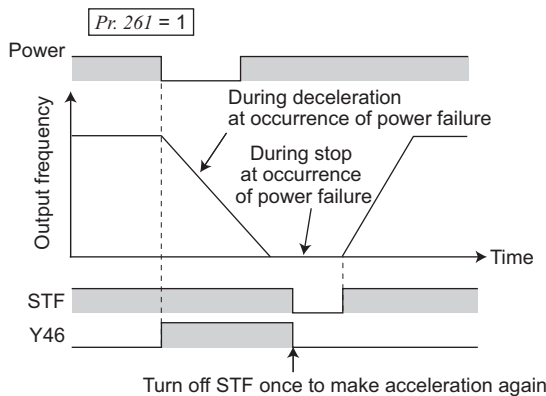 Pr. 261 = 1
Power
During deceleration
at occurrence of power failure
During stop
at occurrence
of power failure
Output frequency
Time
STF
Y46
Turn off STF once to make acceleration again